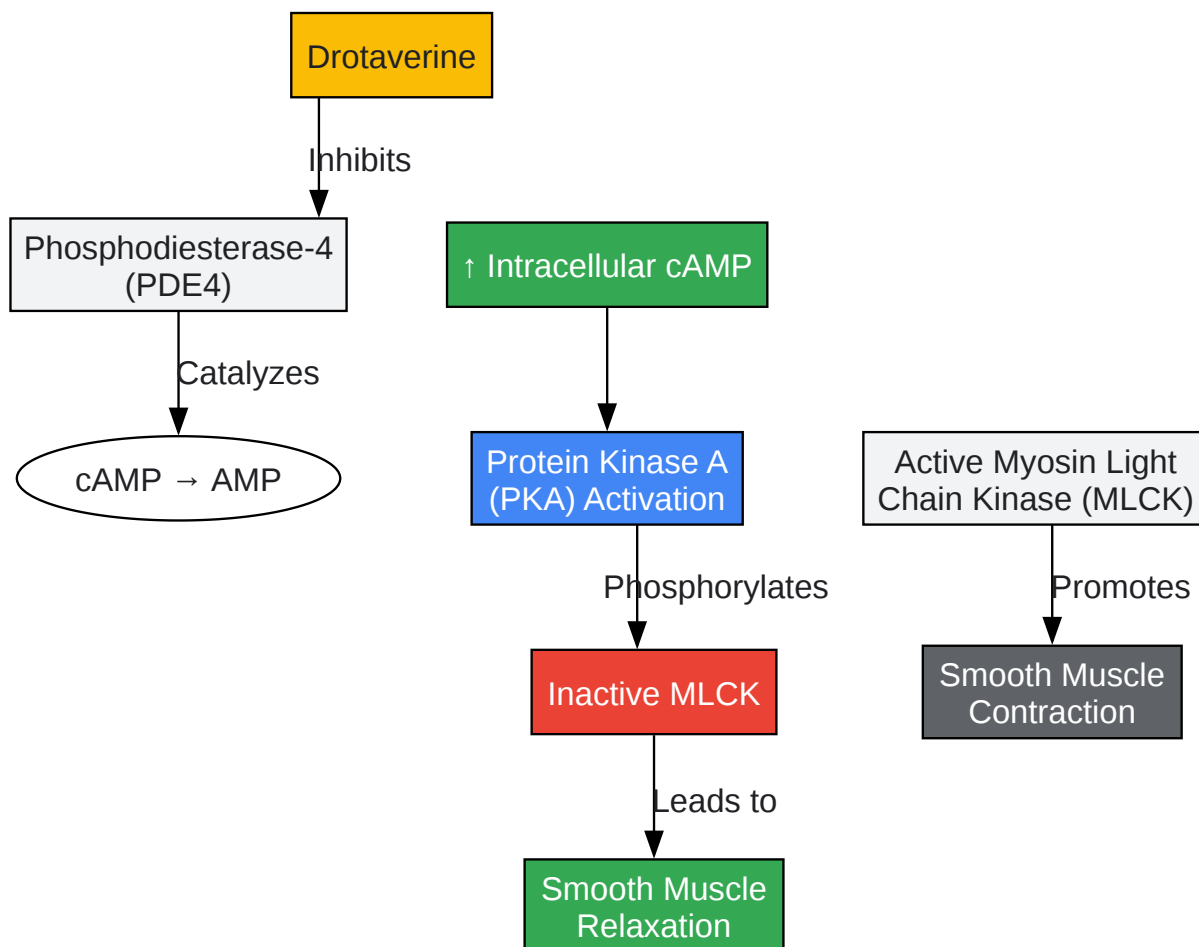 Drotaverine
Inhibits
Phosphodiesterase-4
(PDE4)
↑ Intracellular cAMP
Catalyzes
cAMP → AMP
Protein Kinase A
(PKA) Activation
Active Myosin Light
Chain Kinase (MLCK)
Phosphorylates
Promotes
Inactive MLCK
Smooth Muscle
Contraction
Leads to
Smooth Muscle
Relaxation